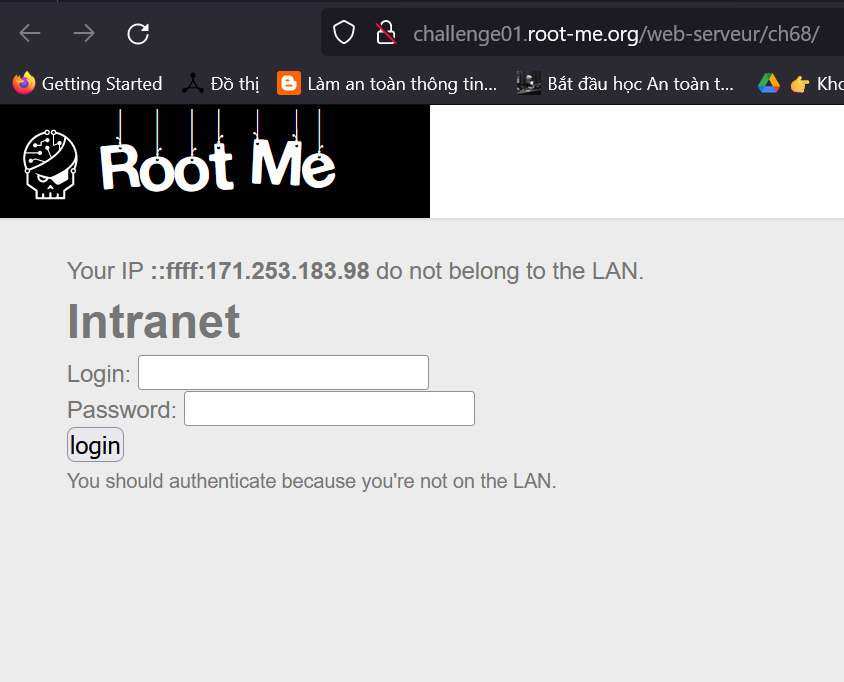 challenge01.root-me.org/web-serveur/ch68/
Getting Started Đồ thị Làm an toàn thông tin... Bắt đầu học An toàn t... Kho
Root Me
Your IP ::ffff:171.253.183.98 do not belong to the LAN.
Intranet
Login:
Password:
login
You should authenticate because you're not on the LAN.